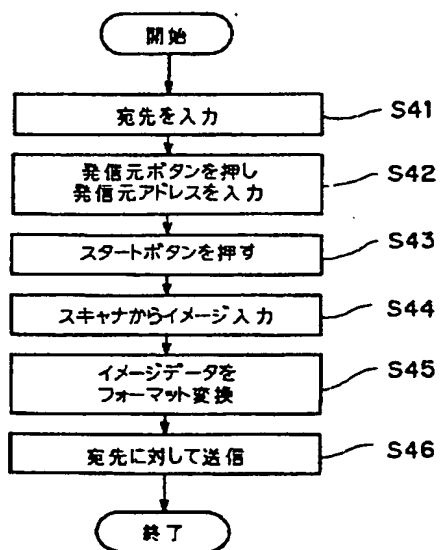 開始
宛先を入力
S41
発信元ボタンを押し
発信元アドレスを入力
S42
スタートボタンを押す
S43
スキャナからイメージ入力
S44
イメージデータを
フォーマット変換
S45
宛先に対して送信
S46
終了